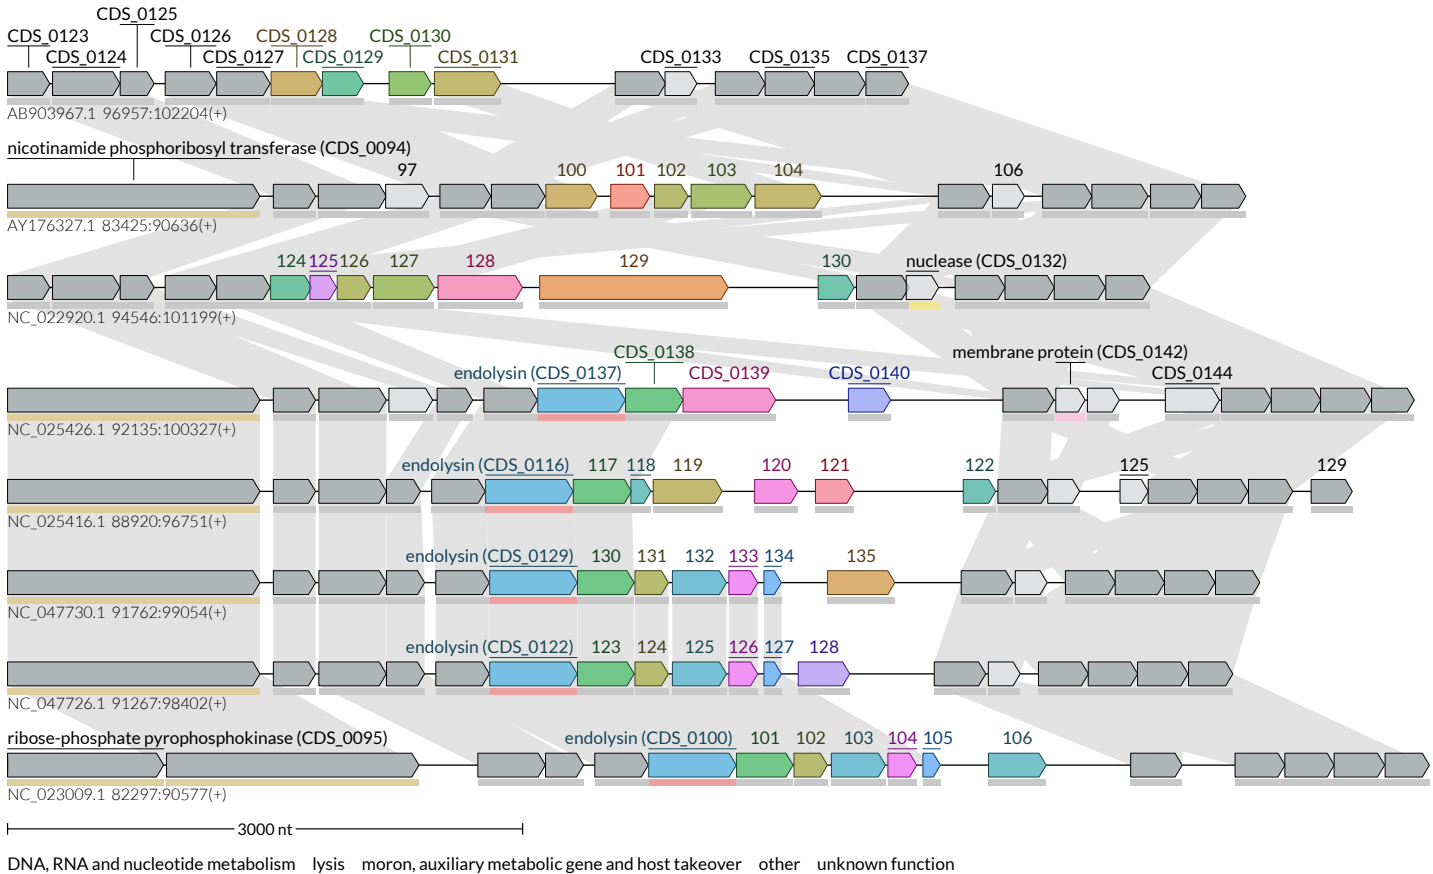 CDS_0125
CDS_0123 CDS_0126 CDS_0128 CDS_0130
CDS_0124 CDS_0127 CDS_0129 CDS_0131 CDS_0133 CDS_0135 CDS_0137
AB903967.1 96957:102204(+)
nicotinamide phosphoribosyl transferase (CDS_0094)
97 100 101 102 103 104 106
AY176327.1 83425:90636(+)
124 125 126 127 128 129 130 nuclease (CDS_0132)
NC_022920.1 94546:101199(+)
CDS_0138 membrane protein (CDS_0142)
endolysin (CDS_0137) CDS_0139 CDS_0140 CDS_0144
NC_025426.1 92135:100327(+)
endolysin (CDS_0116) 117 118 119 120 121 122 125 129
NC_025416.1 88920:96751(+)
endolysin (CDS_0129) 130 131 132 133 134 135
NC_047730.1 91762:99054(+)
endolysin (CDS_0122) 123 124 125 126 127 128
NC_047726.1 91267:98402(+)
ribose-phosphate pyrophosphokinase (CDS_0095) endolysin (CDS_0100) 101 102 103 104 105 106
NC_023009.1 82297:90577(+)
3000 nt
DNA, RNA and nucleotide metabolism lysis moron, auxiliary metabolic gene and host takeover other unknown function